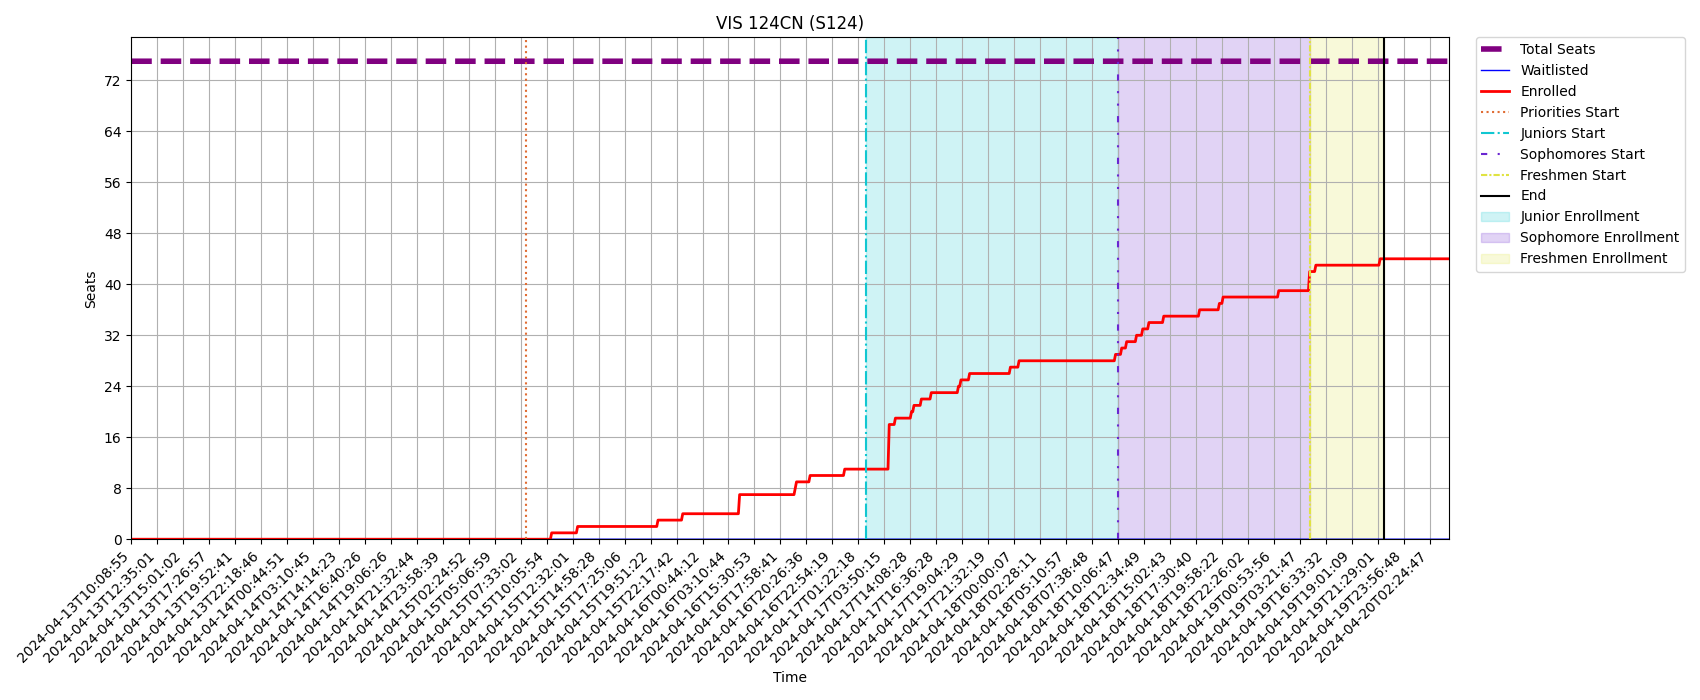 VIS 124CN (S124)
Seats
72
64
56
48
40
32
24
16
8
0
2024-04-13T10:08:55
2024-04-13T12:35:01
2024-04-13T15:01:02
2024-04-13T17:26:57
2024-04-13T19:52:41
2024-04-13T22:18:46
2024-04-14T00:44:51
2024-04-14T03:10:45
2024-04-14T14:14:23
2024-04-14T16:40:26
2024-04-14T19:06:26
2024-04-14T21:32:44
2024-04-14T23:58:39
2024-04-15T02:24:52
2024-04-15T05:06:59
2024-04-15T07:33:02
2024-04-15T10:05:54
2024-04-15T12:32:01
2024-04-15T14:58:28
2024-04-15T17:25:06
2024-04-15T19:51:22
2024-04-15T22:17:42
2024-04-16T00:44:12
2024-04-16T03:10:44
2024-04-16T15:30:53
2024-04-16T17:58:41
2024-04-16T20:26:36
2024-04-16T22:54:19
2024-04-17T01:22:18
2024-04-17T03:50:15
2024-04-17T14:08:28
2024-04-17T16:36:28
2024-04-17T19:04:29
2024-04-17T21:32:19
2024-04-18T00:00:07
2024-04-18T02:28:11
2024-04-18T05:10:57
2024-04-18T07:38:48
2024-04-18T10:06:47
2024-04-18T12:34:49
2024-04-18T15:02:43
2024-04-18T17:30:40
2024-04-18T19:58:22
2024-04-18T22:26:02
2024-04-19T00:53:56
2024-04-19T03:21:47
2024-04-19T16:33:32
2024-04-19T19:01:09
2024-04-19T21:29:01
2024-04-19T23:56:48
2024-04-20T02:24:47
Time
Total Seats
Waitlisted
Enrolled
Priorities Start
Juniors Start
Sophomores Start
Freshmen Start
End
Junior Enrollment
Sophomore Enrollment
Freshmen Enrollment